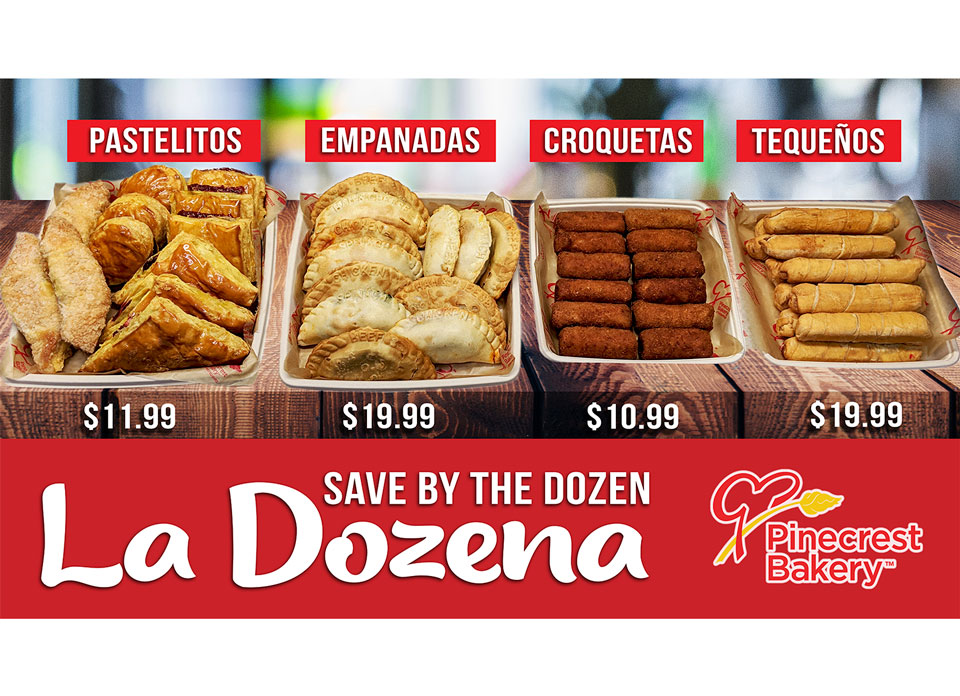 PASTELITOS
EMPANADAS
CROQUETAS
TEQUEÑOS
$11.99
$19.99
$10.99
$19.99
SAVE BY THE DOZEN
La Dozena
Pinecrest
Bakery™